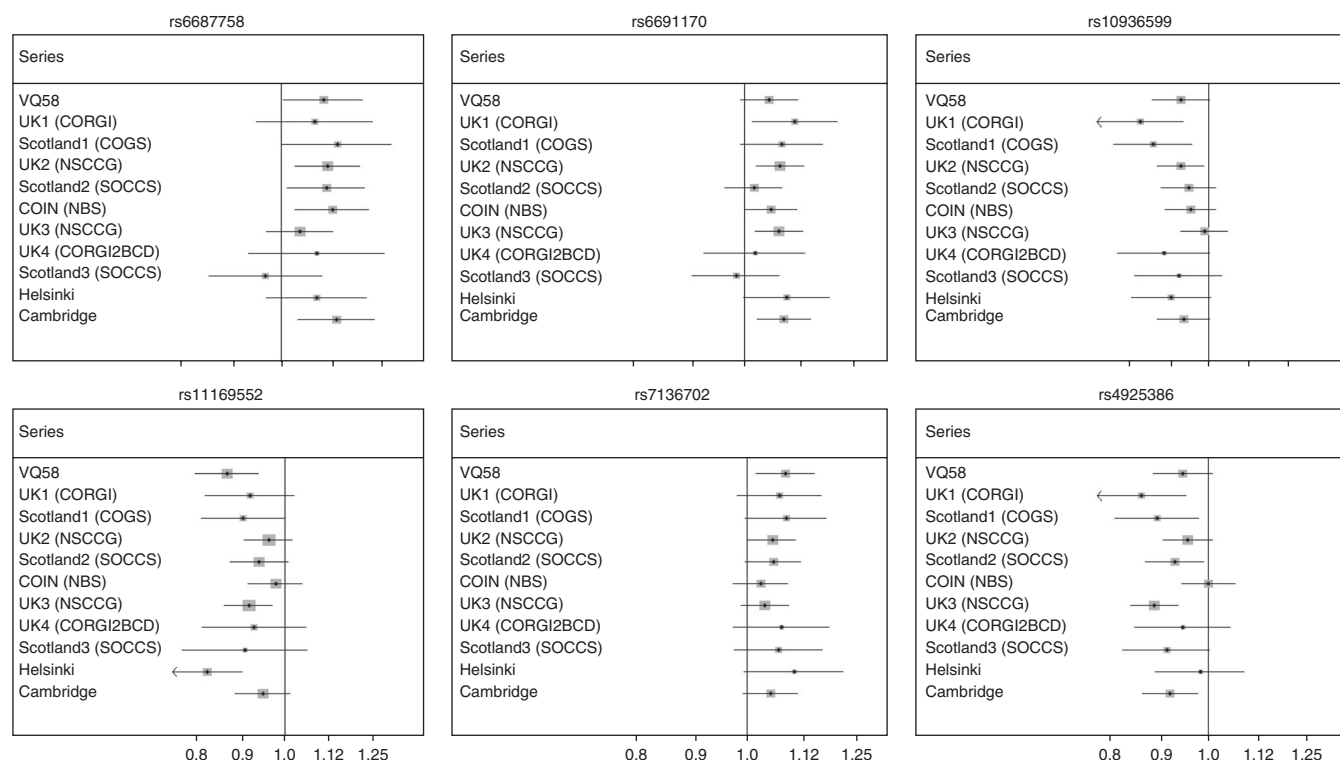 rs6687758
Series
VQ58
UK1 (CORGI)
Scotland1 (COGS)
UK2 (NSCCG)
Scotland2 (SOCCS)
COIN (NBS)
UK3 (NSCCG)
UK4 (CORGI2BCD)
Scotland3 (SOCCS)
Helsinki
Cambridge
rs6691170
Series
VQ58
UK1 (CORGI)
Scotland1 (COGS)
UK2 (NSCCG)
Scotland2 (SOCCS)
COIN (NBS)
UK3 (NSCCG)
UK4 (CORGI2BCD)
Scotland3 (SOCCS)
Helsinki
Cambridge
rs10936599
Series
VQ58
UK1 (CORGI)
Scotland1 (COGS)
UK2 (NSCCG)
Scotland2 (SOCCS)
COIN (NBS)
UK3 (NSCCG)
UK4 (CORGI2BCD)
Scotland3 (SOCCS)
Helsinki
Cambridge
rs11169552
Series
VQ58
UK1 (CORGI)
Scotland1 (COGS)
UK2 (NSCCG)
Scotland2 (SOCCS)
COIN (NBS)
UK3 (NSCCG)
UK4 (CORGI2BCD)
Scotland3 (SOCCS)
Helsinki
Cambridge
0.8 0.9 1.0 1.12 1.25
rs7136702
Series
VQ58
UK1 (CORGI)
Scotland1 (COGS)
UK2 (NSCCG)
Scotland2 (SOCCS)
COIN (NBS)
UK3 (NSCCG)
UK4 (CORGI2BCD)
Scotland3 (SOCCS)
Helsinki
Cambridge
0.8 0.9 1.0 1.12 1.25
rs4925386
Series
VQ58
UK1 (CORGI)
Scotland1 (COGS)
UK2 (NSCCG)
Scotland2 (SOCCS)
COIN (NBS)
UK3 (NSCCG)
UK4 (CORGI2BCD)
Scotland3 (SOCCS)
Helsinki
Cambridge
0.8 0.9 1.0 1.12 1.25